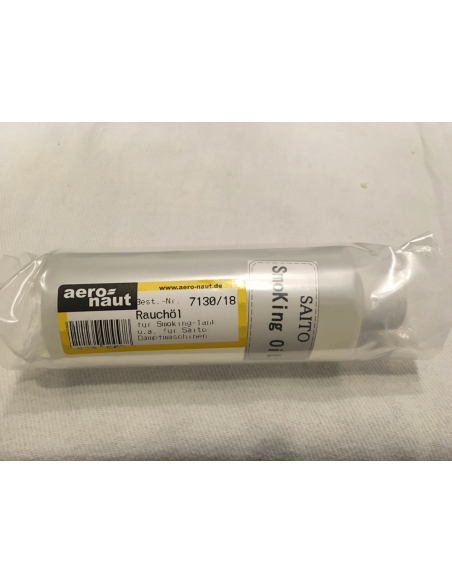 aero-
naut
www.aero-naut.de
Best.-Nr. 7130/18
Rauchöl
für Smoking-Tank
u.a. für Saito
Dampfmaschinen
SAITO
SmoKing Oil